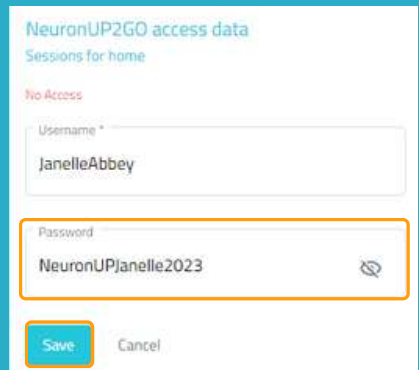 NeuronUP2GO access data
Sessions for home
No Access
Username *
JanelleAbbey
Password
NeuronUPJanelle2023
Save Cancel